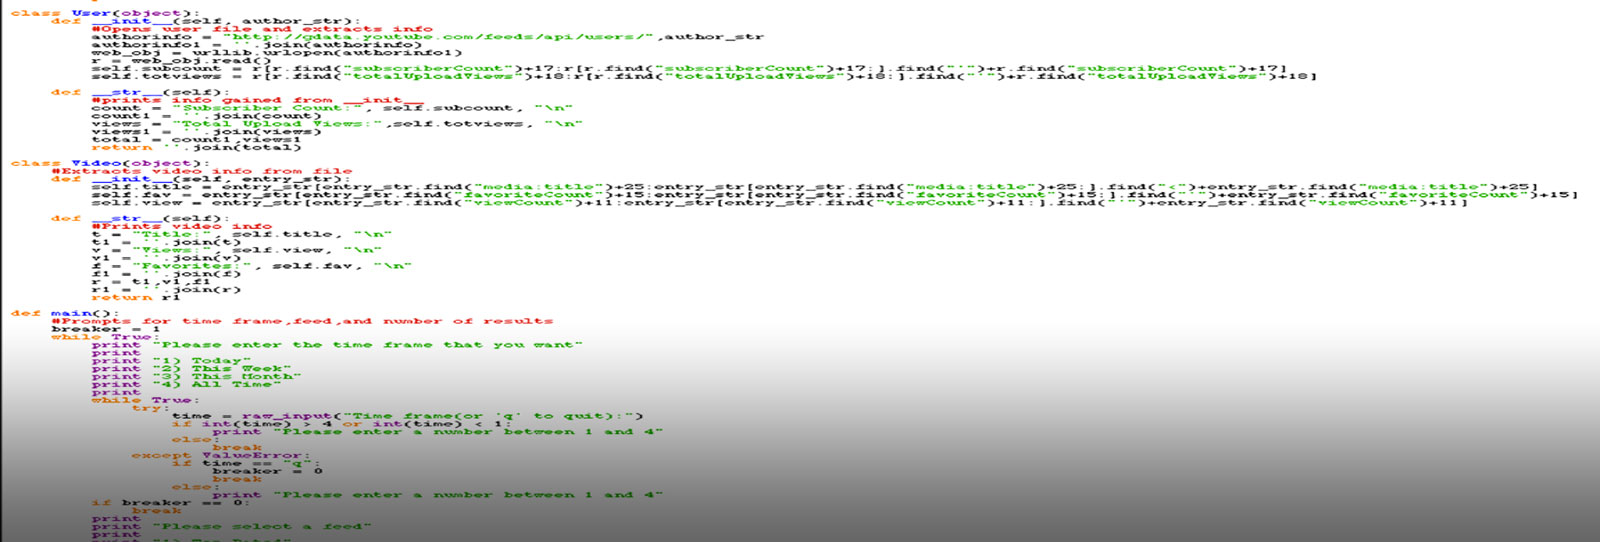 class User(object):
    def __init__(self, author_str):
        #Opens user file and extracts info
        authorinfo = "http://gdata.youtube.com/feeds/api/users/",author_str
        authorinfo1 = ''.join(authorinfo)
        web_obj = urllib.urlopen(authorinfo1)
        r = web_obj.read()
        self.subcount = r[r.find("subscriberCount")+17:r[r.find("subscriberCount")+17:].find("'")+r.find("subscriberCount")+17]
        self.totviews = r[r.find("totalUploadViews")+18:r[r.find("totalUploadViews")+18:].find("'")+r.find("totalUploadViews")+18]
    def __str__(self):
        #prints info gained from __init__
        count = "Subscriber Count:", self.subcount, "\n"
        count1 = ''.join(count)
        views = "Total Upload Views:",self.totviews, "\n"
        views1 = ''.join(views)
        total = count1,views1
        return ''.join(total)
class Video(object):
    #Extracts video info from file
    def __init__(self, entry_str):
        self.title = entry_str[entry_str.find("media:title")+25:entry_str[entry_str.find("media:title")+25:].find("<")+entry_str.find("media:title")+25]
        self.fav = entry_str[entry_str.find("favoriteCount")+15:entry_str[entry_str.find("favoriteCount")+15:].find("'")+entry_str.find("favoriteCount")+15]
        self.view = entry_str[entry_str.find("viewCount")+11:entry_str[entry_str.find("viewCount")+11:].find("'")+entry_str.find("viewCount")+11]
    def __str__(self):
        #Prints video info
        t = "Title:", self.title, "\n"
        t1 = ''.join(t)
        v = "Views:", self.view, "\n"
        v1 = ''.join(v)
        f = "Favorites:", self.fav, "\n"
        f1 = ''.join(f)
        r = t1,v1,f1
        r1 = ''.join(r)
        return r1
def main():
    #Prompts for time frame,feed,and number of results
    breaker = 1
    while True:
        print "Please enter the time frame that you want"
        print
        print "1) Today"
        print "2) This Week"
        print "3) This Month"
        print "4) All Time"
        print
        while True:
            try:
                time = raw_input("Time frame(or 'q' to quit):")
                if int(time) > 4 or int(time) < 1:
                    print "Please enter a number between 1 and 4"
                else:
                    break
            except ValueError:
                if time == "q":
                    breaker = 0
                    break
                else:
                    print "Please enter a number between 1 and 4"
        if breaker == 0:
            break
        print
        print "Please select a feed"
        print